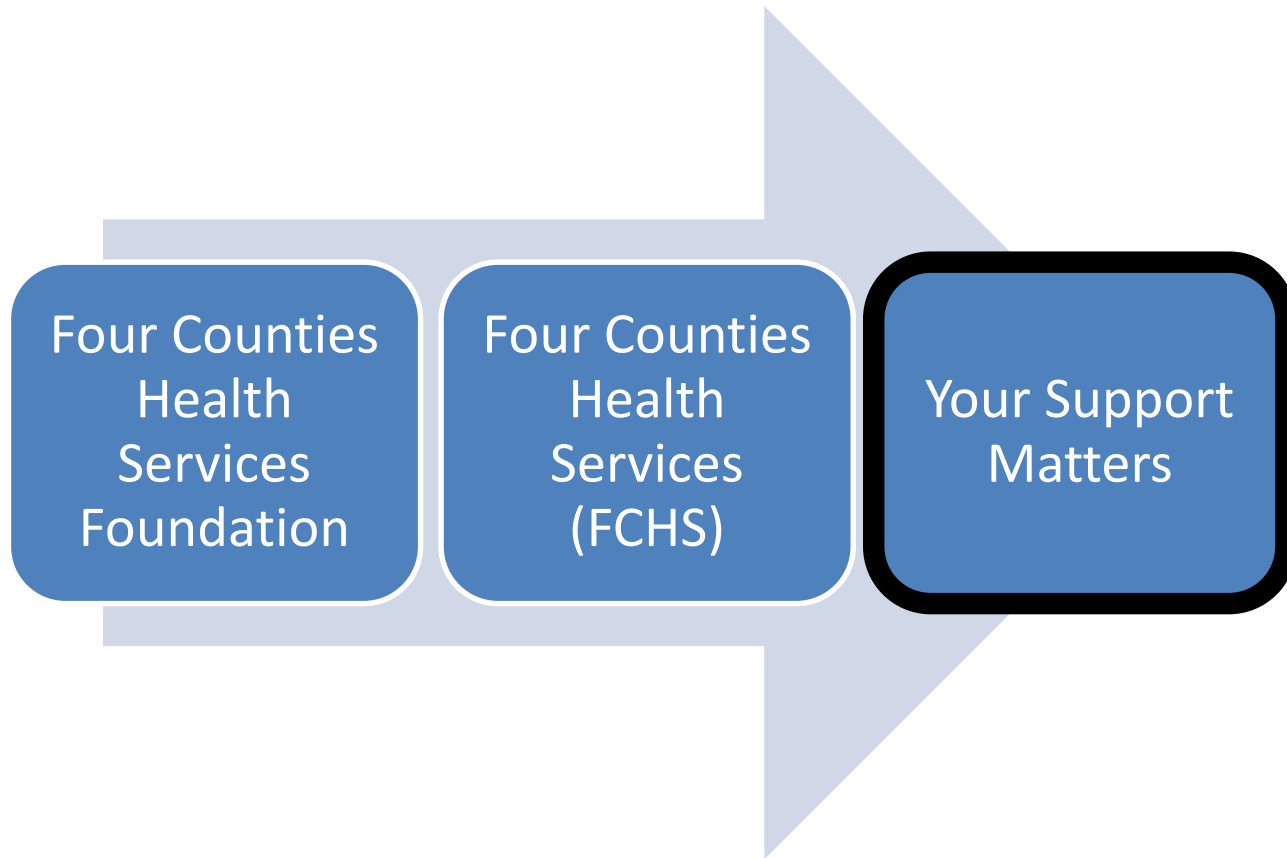 Four Counties
Health
Services
Foundation
Four Counties
Health
Services
(FCHS)
Your Support
Matters